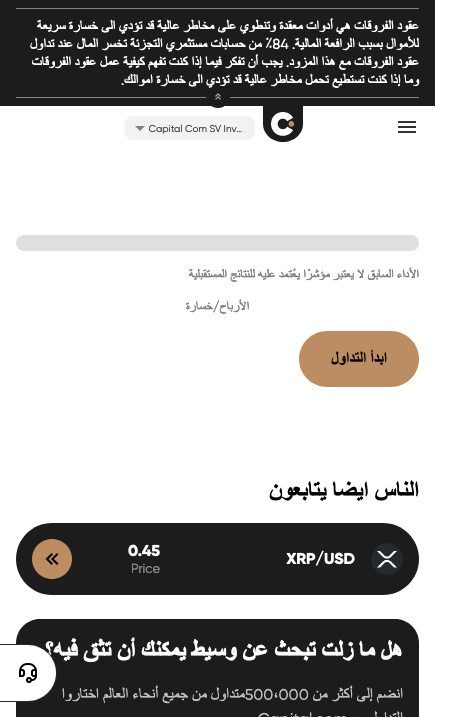 عقود الفروقات هي أدوات معقدة وتنطوي على مخاطر عالية قد تؤدي الى خسارة سريعة
للأموال بسبب الرافعة المالية. 84٪ من حسابات مستثمري التجزئة تخسر المال عند تداول
عقود الفروقات مع هذا المزود. يجب أن تفكر فيما إذا كنت تفهم كيفية عمل عقود الفروقات
وما إذا كنت تستطيع تحمل مخاطر عالية قد تؤدي الى خسارة اموالك.
Capital Com SV Inv...
الأداء السابق لا يعتبر مؤشرًا يعُتمد عليه للنتائج المستقبلية
الأرباح/خسارة
ابدأ التداول
الناس ايضا يتابعون
XRP/USD
0.45
Price
هل ما زلت تبحث عن وسيط يمكنك أن تثق فيه؟
انضم إلى أكثر من 500،000متداول من جميع أنحاء العالم اختاروا